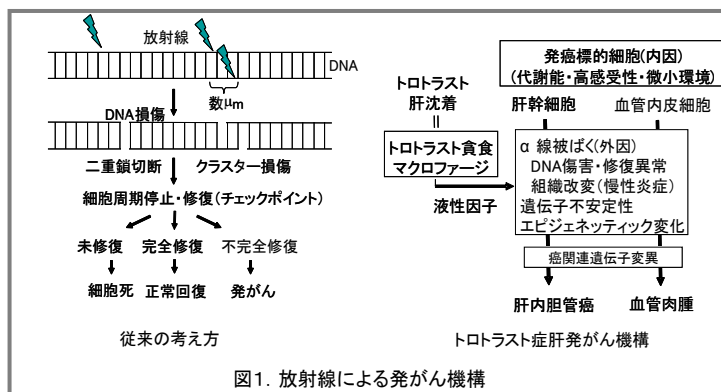 放射線
DNA
数μm
DNA損傷
二重鎖切断 クラスター損傷
細胞周期停止・修復(チェックポイント)
未修復 完全修復 不完全修復
細胞死 正常回復 発がん
従来の考え方
発癌標的細胞(内因)
(代謝能・高感受性・微小環境)
トロトラスト
肝沈着
肝幹細胞 血管内皮細胞
トロトラスト貪食
マクロファージ
液性因子
α 線被ばく(外因)
DNA傷害・修復異常
組織改変(慢性炎症)
遺伝子不安定性
エピジェネッティック変化
癌関連遺伝子変異
肝内胆管癌 血管肉腫
トロトラスト症肝発がん機構
図1. 放射線による発がん機構